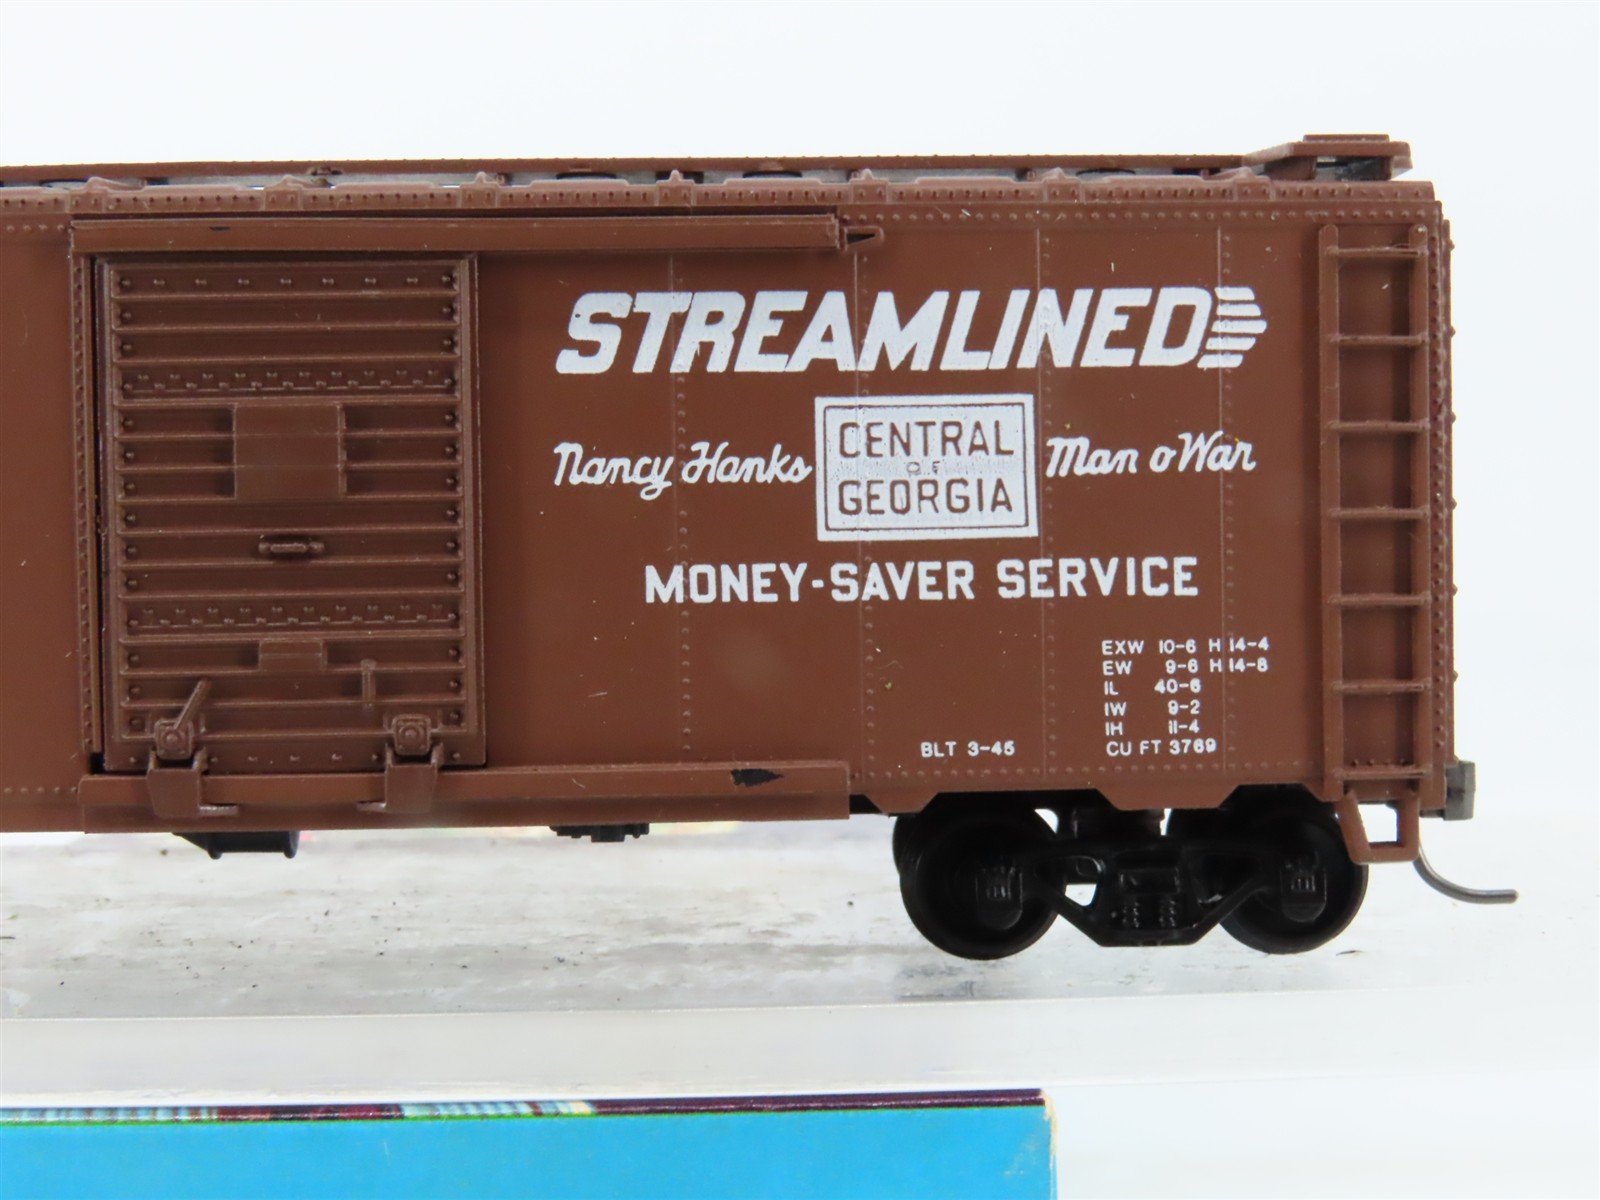 STREAMLINED
Nancy Hanks CENTRAL OF GEORGIA Man o War
MONEY-SAVER SERVICE
EXW 10-6 H 14-4
EW 9-6 H 14-8
IL 40-6
IW 9-2
IH 11-4
BLT 3-45 CU FT 3769